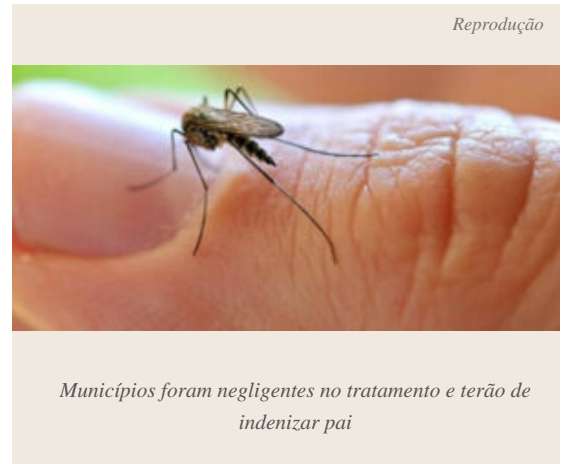 Reprodução
Municípios foram negligentes no tratamento e terão de
indenizar pai